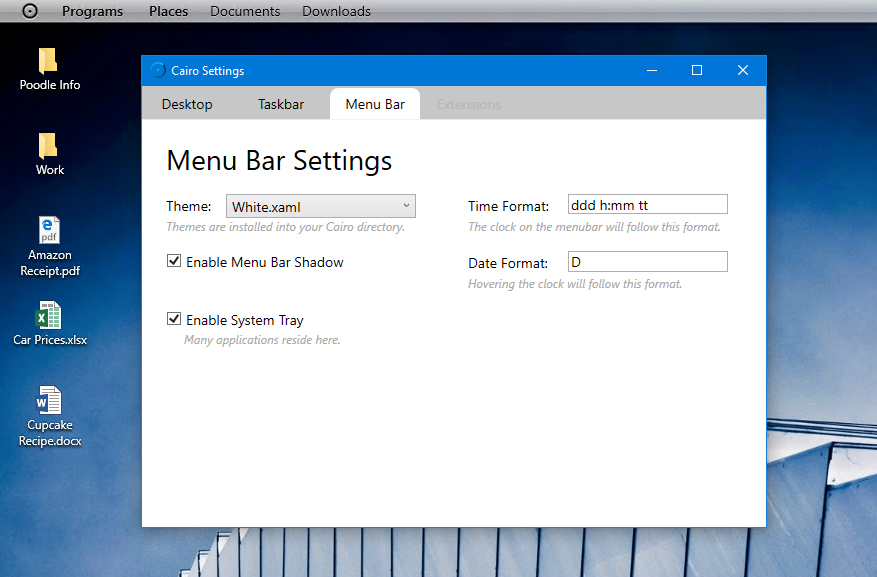 Programs Places Documents Downloads
Poodle Info
Work
pdf
Amazon
Receipt.pdf
Car Prices.xlsx
Cupcake
Recipe.docx
Cairo Settings
Desktop Taskbar Menu Bar Extensions
Menu Bar Settings
Theme: White.xaml
Themes are installed into your Cairo directory.
Enable Menu Bar Shadow
Enable System Tray
Many applications reside here.
Time Format: ddd h:mm tt
The clock on the menubar will follow this format.
Date Format: D
Hovering the clock will follow this format.